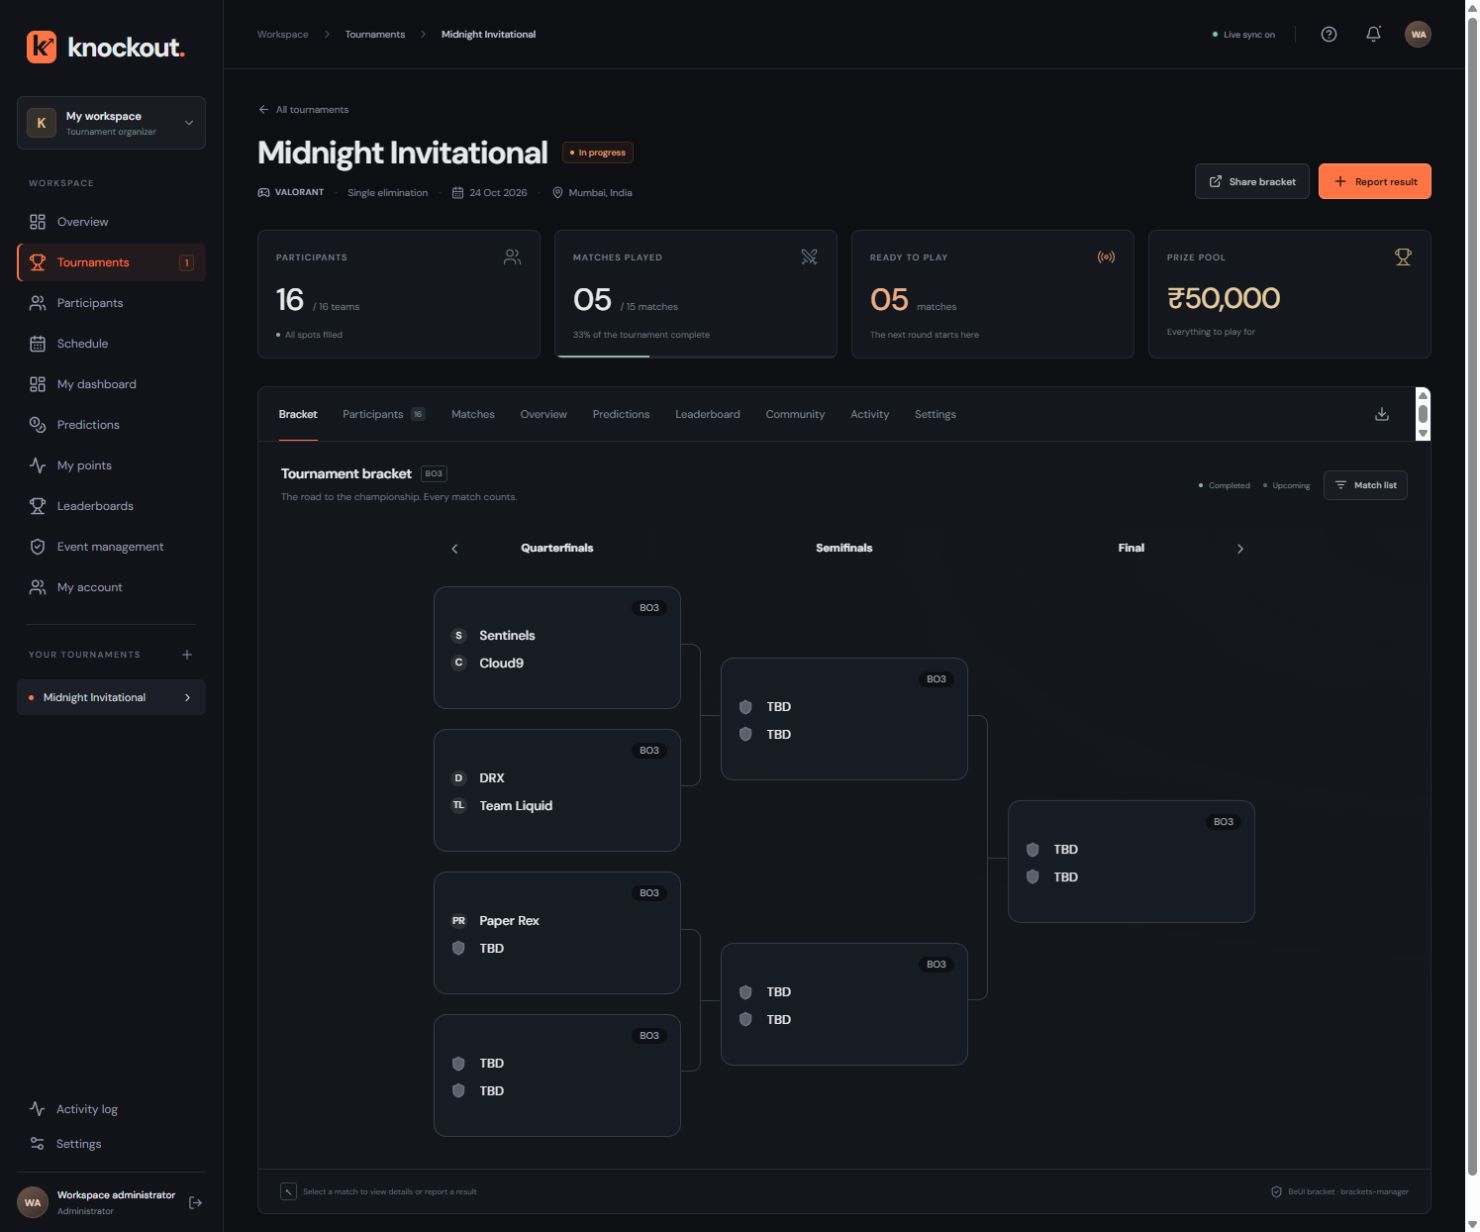 knockout.
K
My workspace
Tournament organizer
WORKSPACE
Overview
Tournaments 1
Participants
Schedule
My dashboard
Predictions
My points
Leaderboards
Event management
My account
YOUR TOURNAMENTS
Midnight Invitational
Activity log
Settings
WA
Workspace administrator
Administrator
Workspace Tournaments Midnight Invitational
Live sync on
WA
All tournaments
Midnight Invitational In progress
VALORANT · Single elimination · 24 Oct 2026 · Mumbai, India
Share bracket
Report result
PARTICIPANTS
16 / 16 teams
All spots filled
MATCHES PLAYED
05 / 15 matches
33% of the tournament complete
READY TO PLAY
05 matches
The next round starts here
PRIZE POOL
₹50,000
Everything to play for
Bracket Participants 16 Matches Overview Predictions Leaderboard Community Activity Settings
Tournament bracket BO3
The road to the championship. Every match counts.
Completed Upcoming
Match list
Quarterfinals Semifinals Final
BO3
S Sentinels
C Cloud9
BO3
D DRX
TL Team Liquid
BO3
PR Paper Rex
TBD
BO3
TBD
TBD
BO3
TBD
TBD
BO3
TBD
TBD
BO3
TBD
TBD
Select a match to view details or report a result
BeUI bracket · brackets-manager